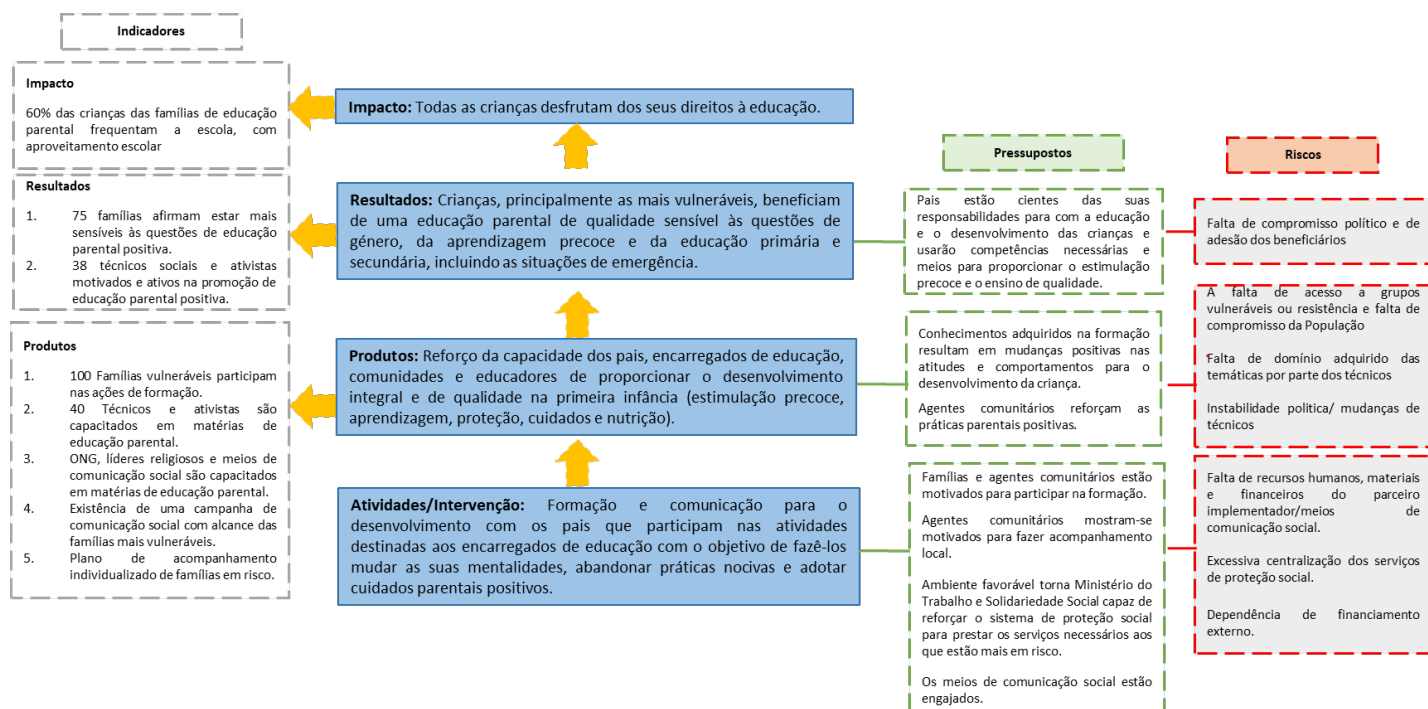 Indicadores
Impacto
60% das crianças das famílias de educação
parental frequentam a escola, com
aproveitamento escolar
Resultados
1. 75 famílias afirmam estar mais
sensíveis às questões de educação
parental positiva.
2. 38 técnicos sociais e ativistas
motivados e ativos na promoção de
educação parental positiva.
Produtos
1. 100 Famílias vulneráveis participam
nas ações de formação.
2. 40 Técnicos e ativistas são
capacitados em matérias de
educação parental.
3. ONG, líderes religiosos e meios de
comunicação social são capacitados
em matérias de educação parental.
4. Existência de uma campanha de
comunicação social com alcance das
famílias mais vulneráveis.
5. Plano de acompanhamento
individualizado de famílias em risco.
Impacto: Todas as crianças desfrutam dos seus direitos à educação.
Resultados: Crianças, principalmente as mais vulneráveis, beneficiam
de uma educação parental de qualidade sensível às questões de
género, da aprendizagem precoce e da educação primária e
secundária, incluindo as situações de emergência.
Produtos: Reforço da capacidade dos pais, encarregados de educação,
comunidades e educadores de proporcionar o desenvolvimento
integral e de qualidade na primeira infância (estimulação precoce,
aprendizagem, proteção, cuidados e nutrição).
Atividades/Intervenção: Formação e comunicação para o
desenvolvimento com os pais que participam nas atividades
destinadas aos encarregados de educação com o objetivo de fazê-los
mudar as suas mentalidades, abandonar práticas nocivas e adotar
cuidados parentais positivos.
Pressupostos
Pais estão cientes das suas
responsabilidades para com a educação
e o desenvolvimento das crianças e
usarão competências necessárias e
meios para proporcionar o estimulação
precoce e o ensino de qualidade.
Conhecimentos adquiridos na formação
resultam em mudanças positivas nas
atitudes e comportamentos para o
desenvolvimento da criança.
Agentes comunitários reforçam as
práticas parentais positivas.
Famílias e agentes comunitários estão
motivados para participar na formação.
Agentes comunitários mostram-se
motivados para fazer acompanhamento
local.
Ambiente favorável torna Ministério do
Trabalho e Solidariedade Social capaz de
reforçar o sistema de proteção social
para prestar os serviços necessários aos
que estão mais em risco.
Os meios de comunicação social estão
engajados.
Riscos
Falta de compromisso político e de
adesão dos beneficiários
A falta de acesso a grupos
vulneráveis ou resistência e falta de
compromisso da População
Falta de domínio adquirido das
temáticas por parte dos técnicos
Instabilidade politica/ mudanças de
técnicos
Falta de recursos humanos, materiais
e financeiros do parceiro
implementador/meios de
comunicação social.
Excessiva centralização dos serviços
de proteção social.
Dependência de financiamento
externo.